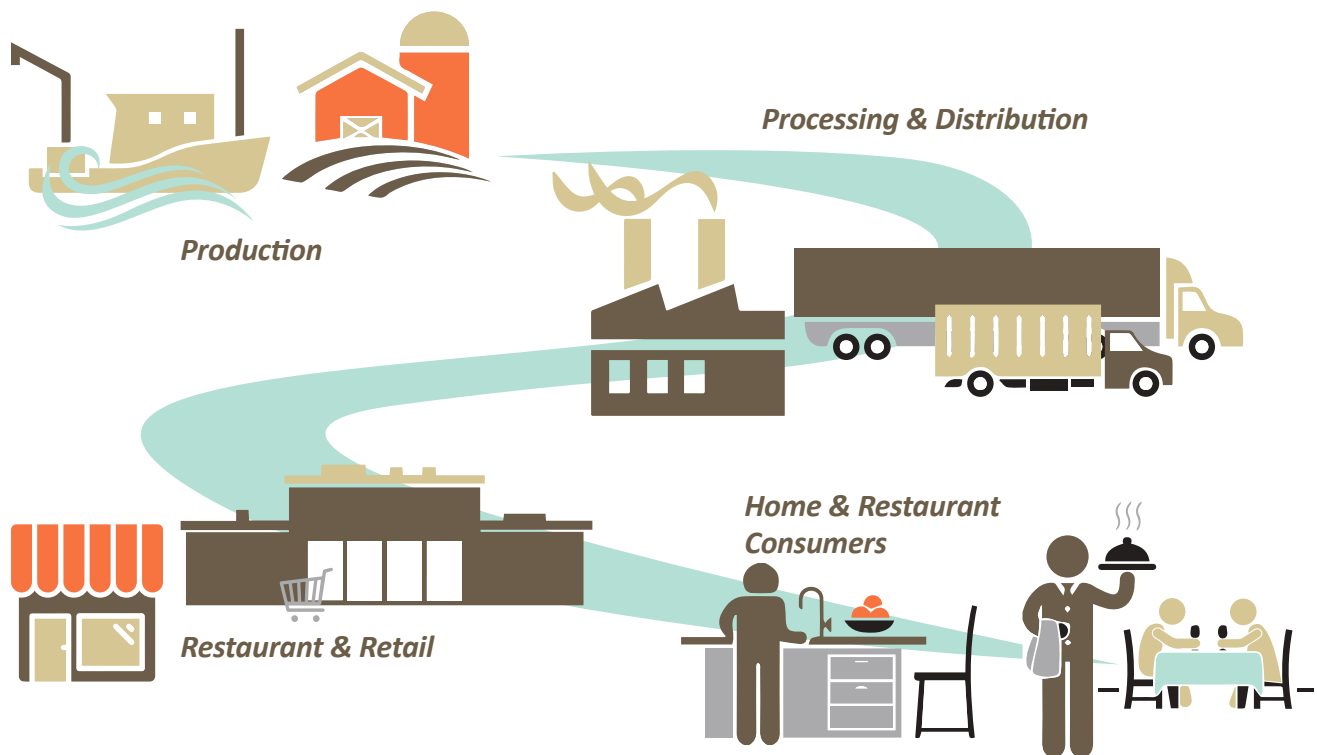 Processing & Distribution
Production
Home & Restaurant
Consumers
Restaurant & Retail